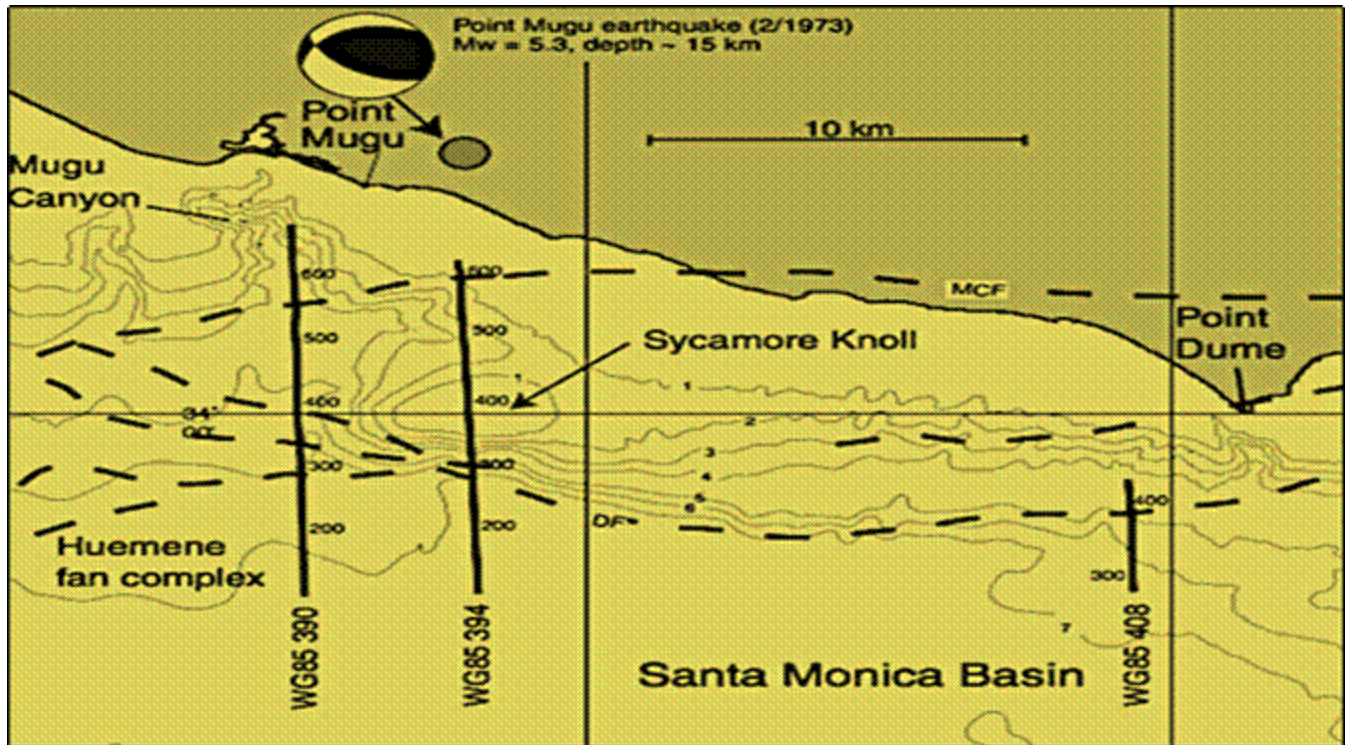 Point Mugu earthquake (2/1973)
Mw = 5.3, depth ~ 15 km
Point
Mugu
10 km
Mugu
Canyon
MCF
Point
Dume
600
600
500
500
Sycamore Knoll
1
1
400
400
34°
00'
2
3
300
300
4
5
6
400
200
200
DF
Huemene
fan complex
300
7
WG85 390
WG85 394
WG85 408
Santa Monica Basin